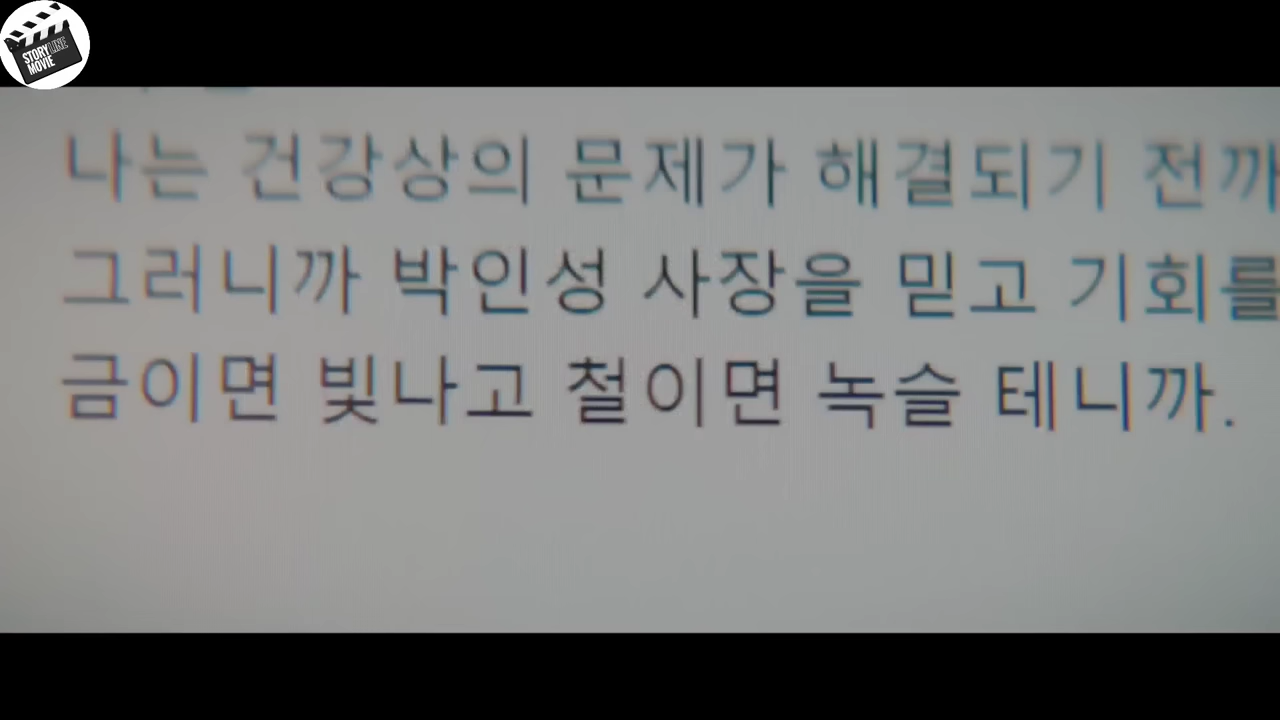 STORYLINE
MOVIE
나는 건강상의 문제가 해결되기 전까
그러니까 박인성 사장을 믿고 기회를
금이면 빛나고 철이면 녹슬 테니까.